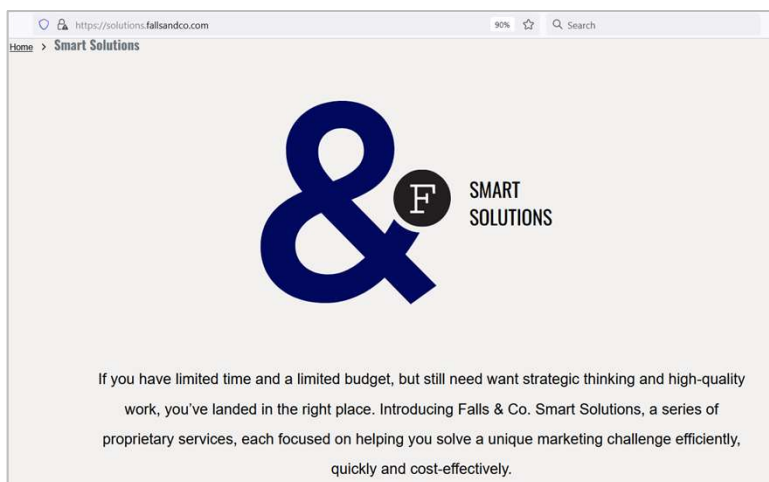 https://solutions.fallsandco.com 90% Search
Home > Smart Solutions
&
F
SMART
SOLUTIONS
If you have limited time and a limited budget, but still need want strategic thinking and high-quality
work, you’ve landed in the right place. Introducing Falls & Co. Smart Solutions, a series of
proprietary services, each focused on helping you solve a unique marketing challenge efficiently,
quickly and cost-effectively.